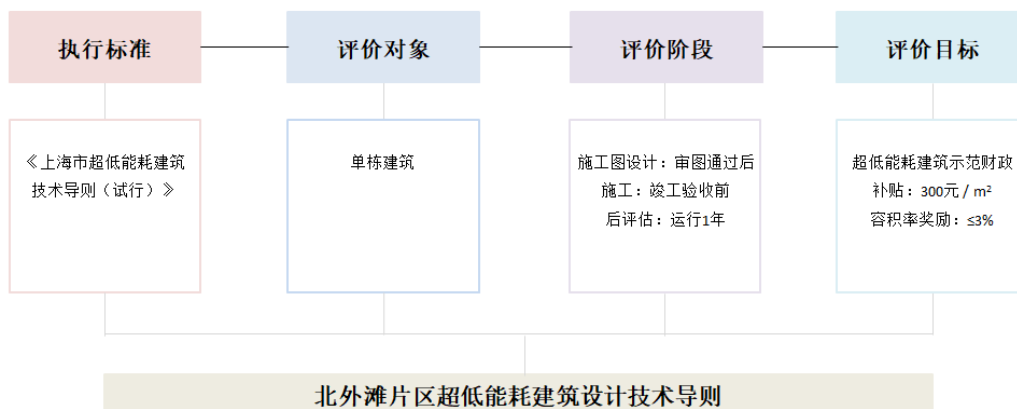 执行标准
评价对象
评价阶段
评价目标
《上海市超低能耗建筑
技术导则（试行）》
单栋建筑
施工图设计：审图通过后
施工：竣工验收前
后评估：运行1年
超低能耗建筑示范财政
补贴：300元 / m²
容积率奖励：≤3%
北外滩片区超低能耗建筑设计技术导则